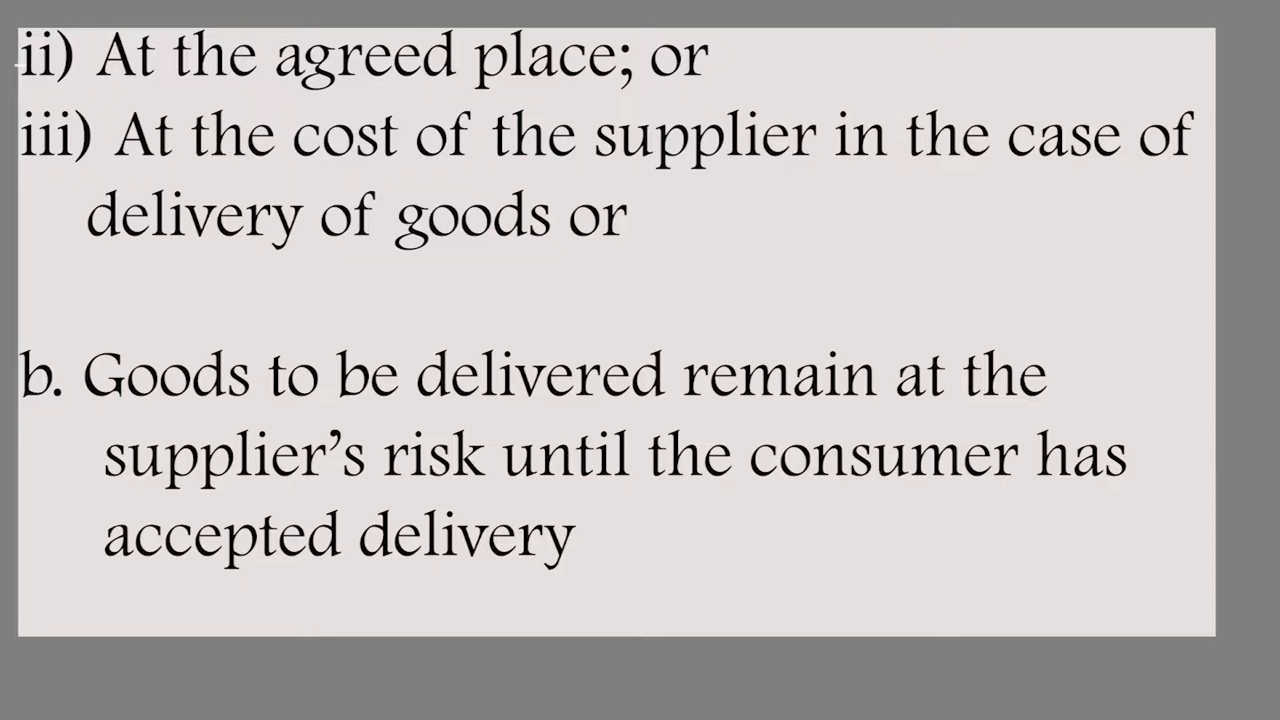 ii) At the agreed place; or
iii) At the cost of the supplier in the case of
delivery of goods or
b. Goods to be delivered remain at the
supplier’s risk until the consumer has
accepted delivery